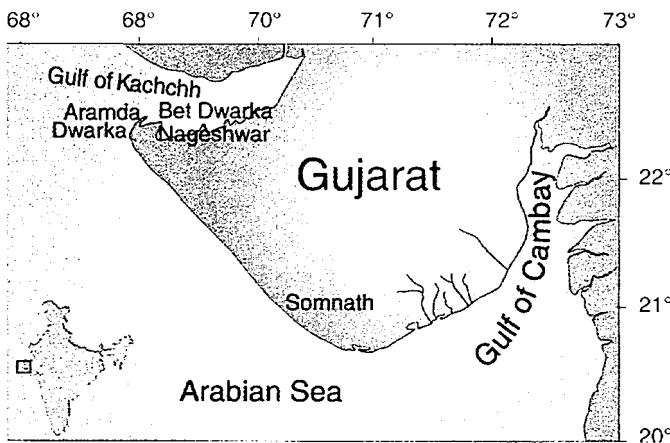 68° 68° 70° 71° 72° 73°
Gulf of Kachchh
Aramda Bet Dwarka
Dwarka Nageshwar
Gujarat
22°
Gulf of Cambay
Somnath
21°
Arabian Sea
20°